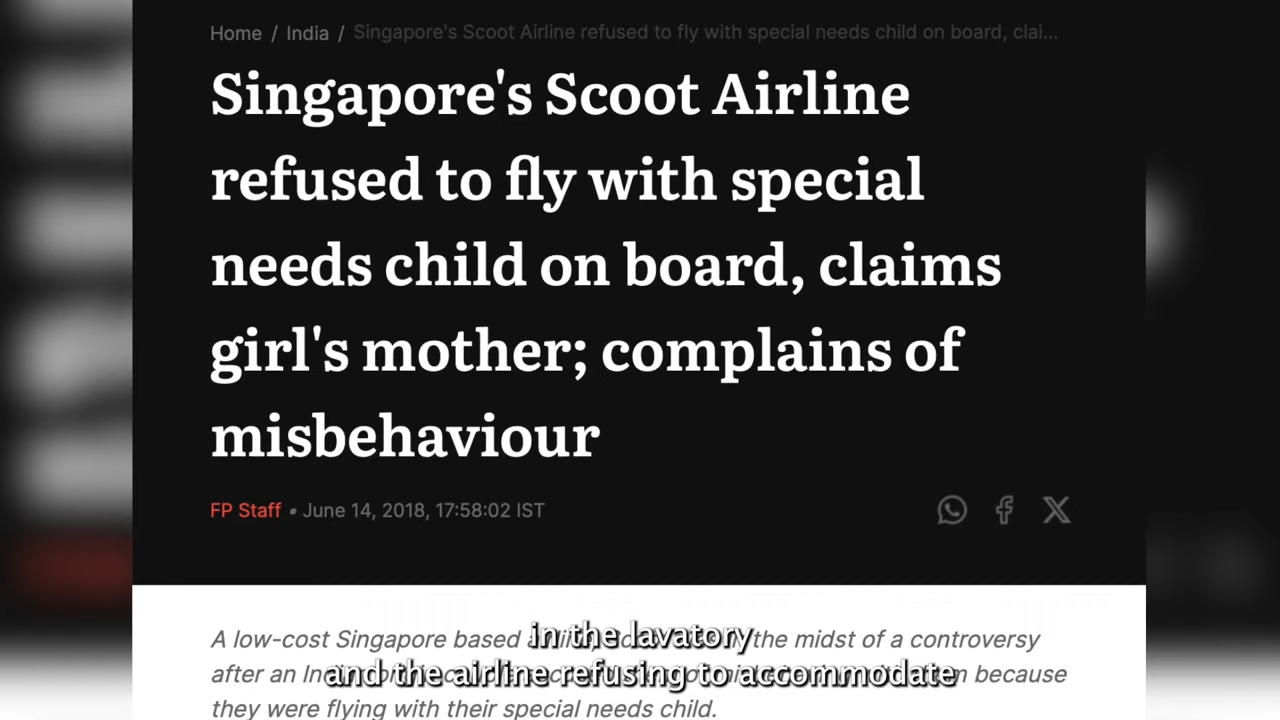 Home / India / Singapore's Scoot Airline refused to fly with special needs child on board, clai...
Singapore's Scoot Airline
refused to fly with special
needs child on board, claims
girl's mother; complains of
misbehaviour
FP Staff • June 14, 2018, 17:58:02 IST
A low-cost Singapore based the midst of a controversy
in the lavatory
after an because
and the airline refusing to accommodate
they were flying with their special needs child.